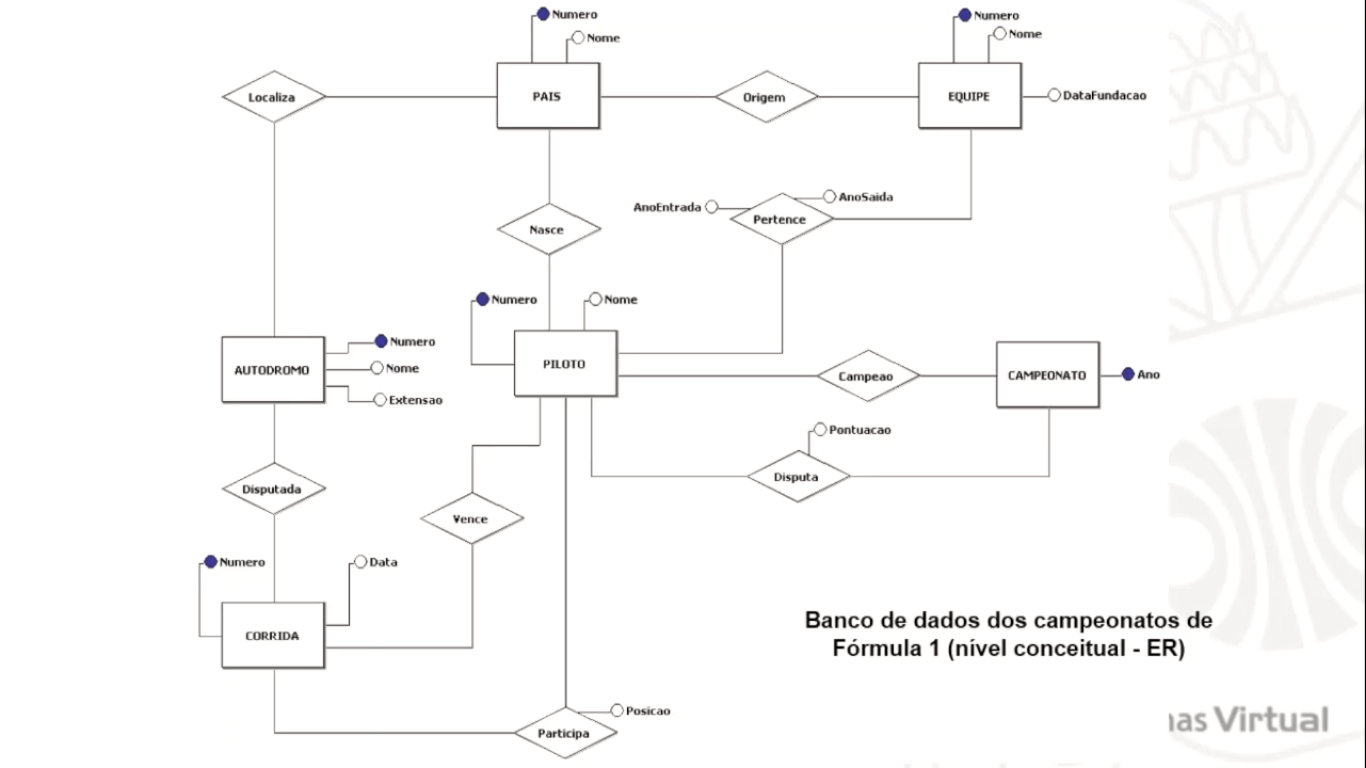 Numero
Nome
Numero
Nome
Localiza
PAIS
Origem
EQUIPE
DataFundacao
AnoEntrada
AnoSaida
Pertence
Nasce
Numero
Nome
Numero
Nome
Extensao
AUTODROMO
PILOTO
Campeao
CAMPEONATO
Ano
Pontuacao
Disputa
Disputada
Vence
Numero
Data
CORRIDA
Banco de dados dos campeonatos de
Fórmula 1 (nível conceitual - ER)
Posicao
Participa
Virtual